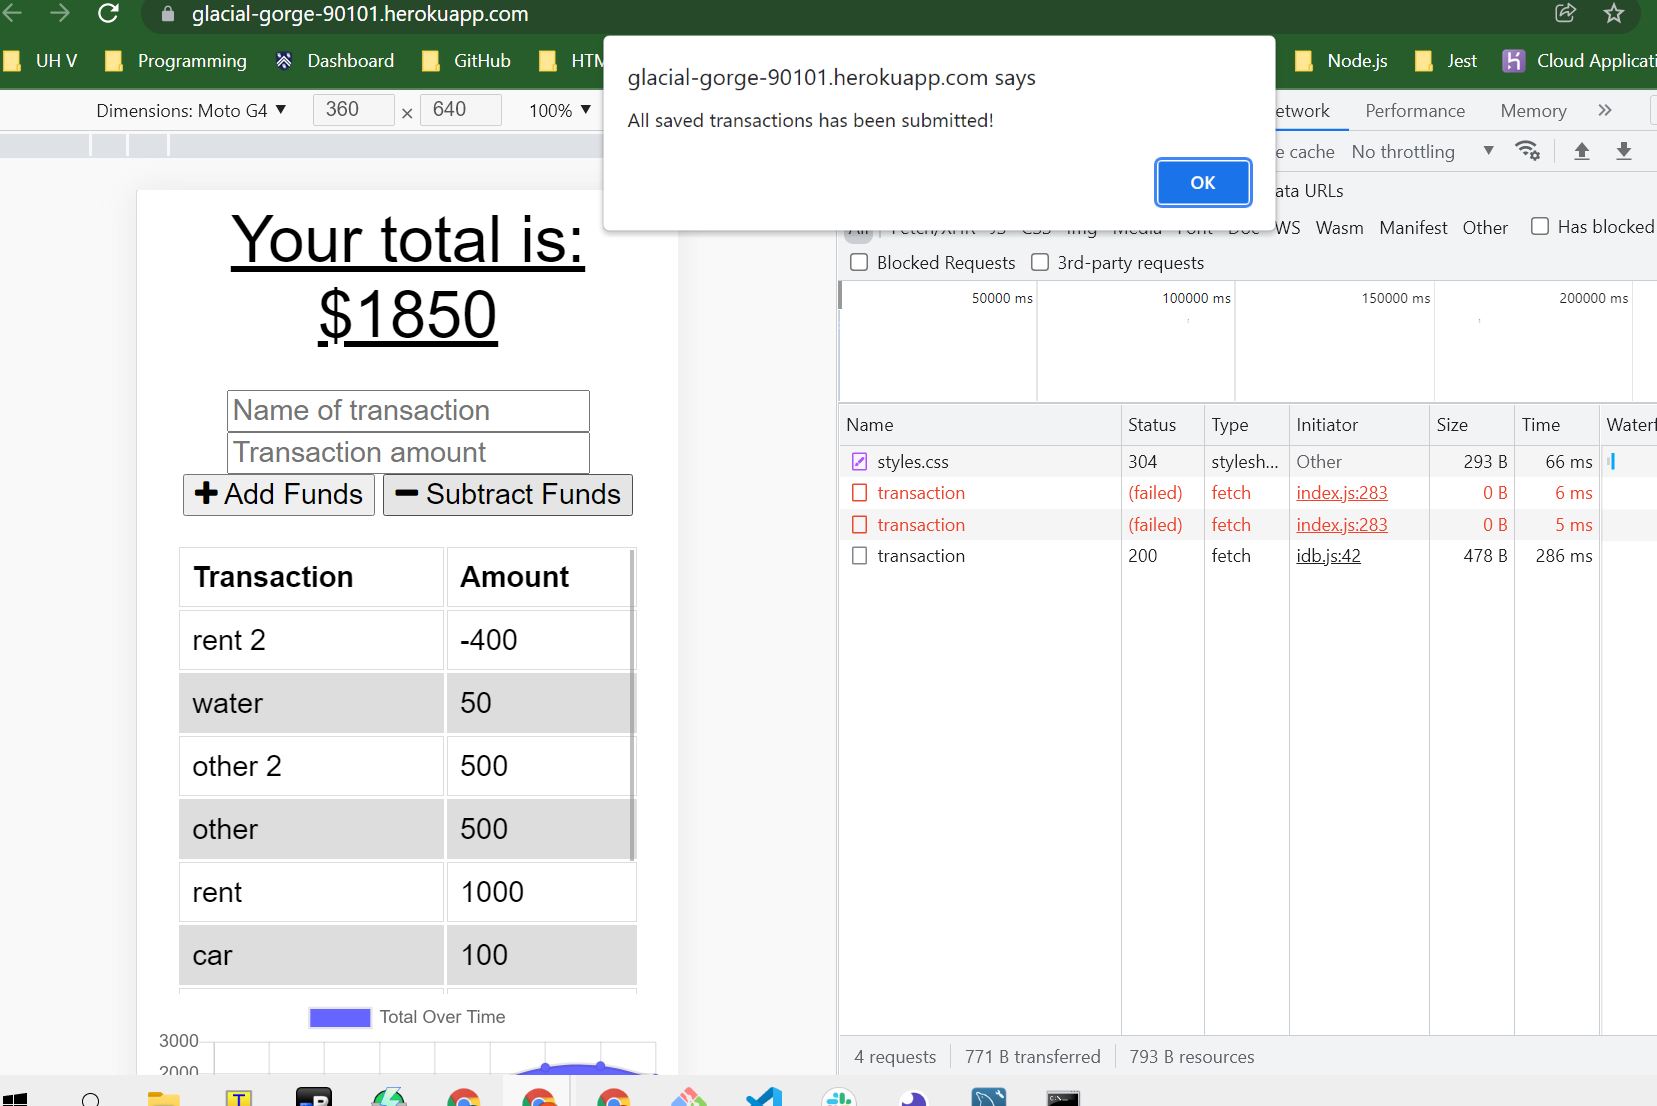 glacial-gorge-90101.herokuapp.com
UH V Programming Dashboard GitHub Node.js Jest
glacial-gorge-90101.herokuapp.com says
All saved transactions has been submitted!
OK
Dimensions: Moto G4 ▼ 360 × 640 100% ▼
Performance Memory »
No throttling ▼
URLs
WS Wasm Manifest Other Has blocked
Blocked Requests 3rd-party requests
50000 ms 100000 ms 150000 ms 200000 ms
Your total is:
$1850
Name of transaction
Transaction amount
+ Add Funds − Subtract Funds
Transaction Amount
rent 2 -400
water 50
other 2 500
other 500
rent 1000
car 100
Total Over Time
3000
2000
Name Status Type Initiator Size Time
styles.css 304 stylesh... Other 293 B 66 ms
transaction (failed) fetch index.js:283 0 B 6 ms
transaction (failed) fetch index.js:283 0 B 5 ms
transaction 200 fetch idb.js:42 478 B 286 ms
4 requests 771 B transferred 793 B resources